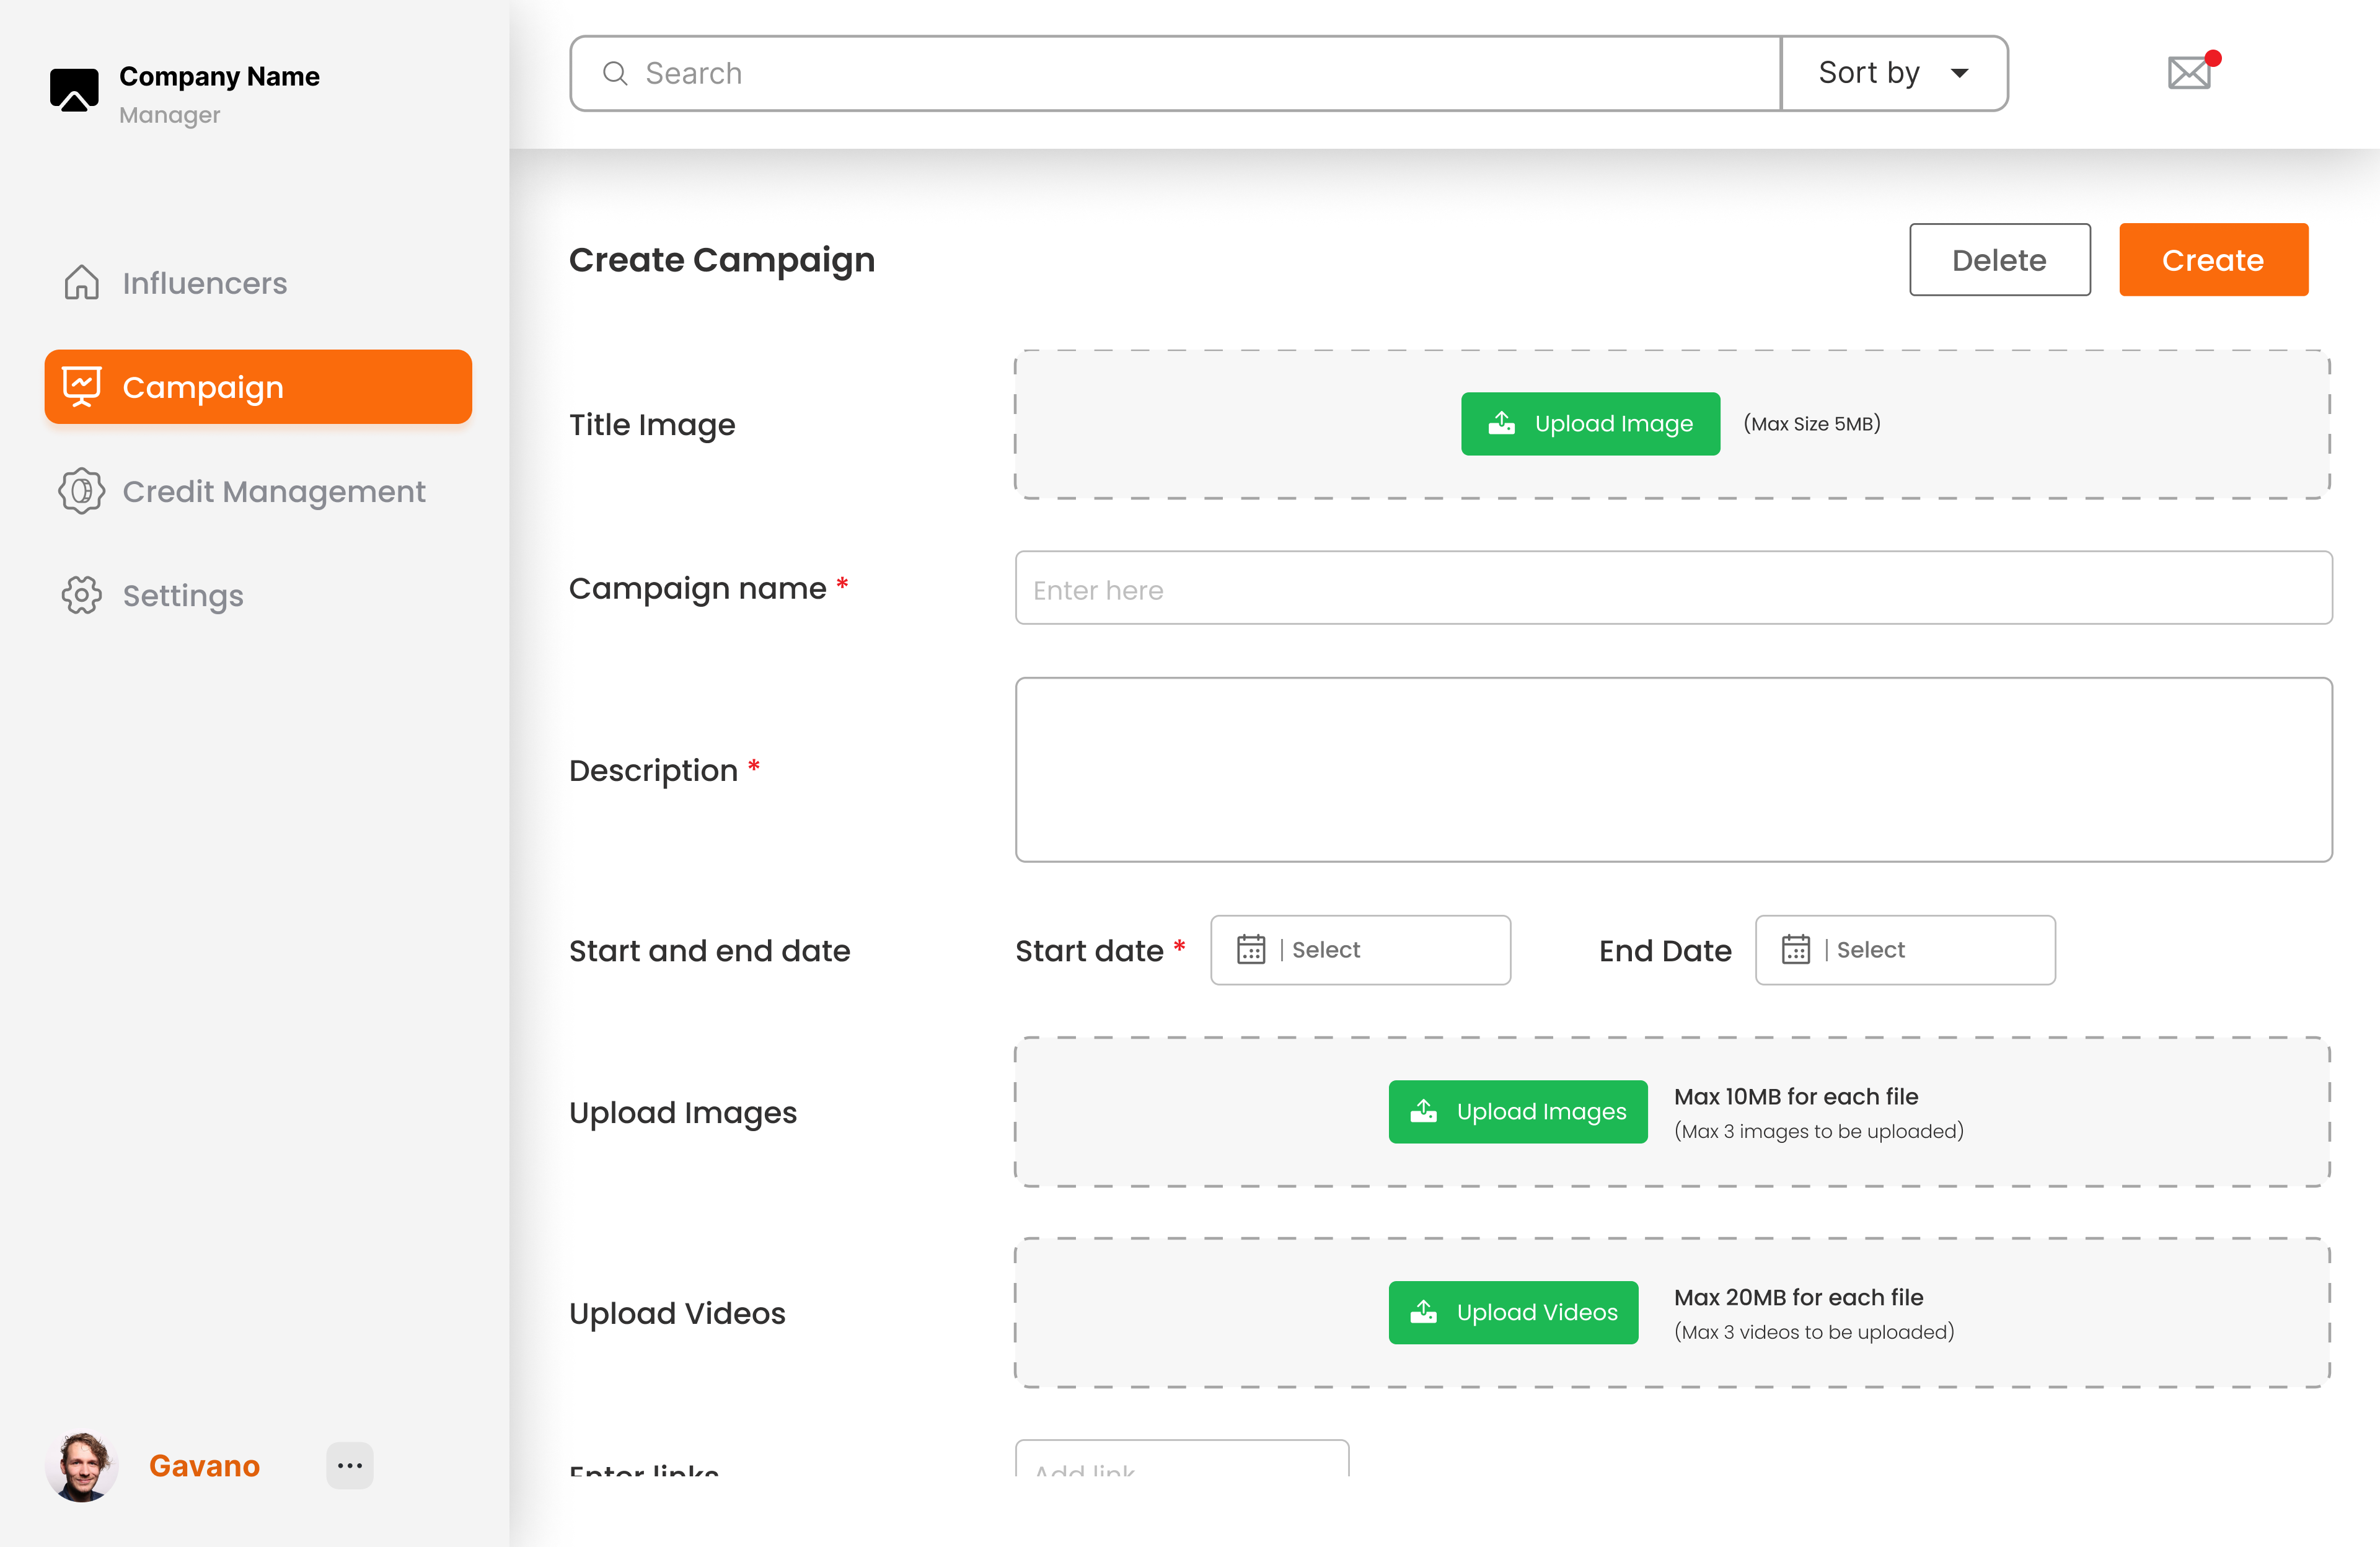 Company Name
Manager
Search
Sort by
Influencers
Campaign
Credit Management
Settings
Gavano
...
Create Campaign
Delete
Create
Title Image
Upload Image
(Max Size 5MB)
Campaign name *
Enter here
Description *
Start and end date
Start date *
| Select
End Date
| Select
Upload Images
Upload Images
Max 10MB for each file
(Max 3 images to be uploaded)
Upload Videos
Upload Videos
Max 20MB for each file
(Max 3 videos to be uploaded)
Enter links
Add link